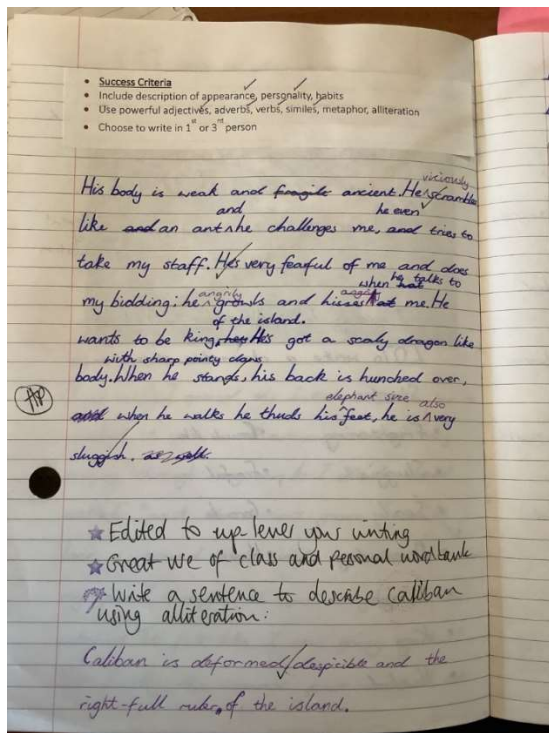 Success Criteria
Include description of appearance, personality, habits
Use powerful adjectives, adverbs, verbs, similes, metaphor, alliteration
Choose to write in 1st or 3rd person
viciously
His body is weak and fragile ancient. He scrambles
and he even
like and an ant he challenges me, and tries to
take my staff. He's very fearful of me and does
when he talks to
my bidding: he angrily growls and hisses at me. He
of the island.
wants to be king, He's got a scaly dragon like
with sharp pointy claws
body. When he stands, his back is hunched over,
elephant size also
and when he walks he thuds his feet, he is very
sluggish. as well.
AP
Edited to up-level your writing
Great use of class and personal wordbank
Write a sentence to describe Caliban
using alliteration:
Caliban is deformed/despicible and the
right-full ruler of the island.